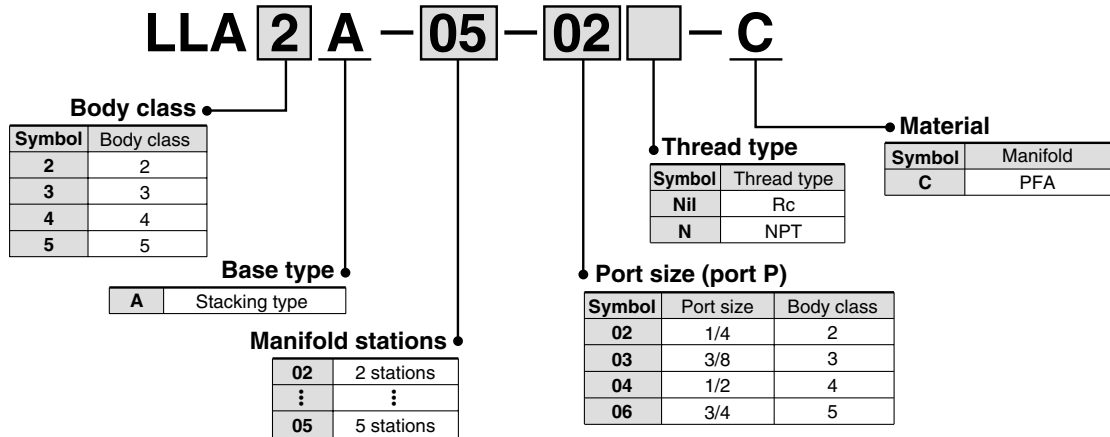 LLA 2 A – 05 – 02 – C
Body class
Symbol Body class
2 2
3 3
4 4
5 5
Base type
A Stacking type
Manifold stations
02 2 stations
⋮ ⋮
05 5 stations
Material
Symbol Manifold
C PFA
Thread type
Symbol Thread type
Nil Rc
N NPT
Port size (port P)
Symbol Port size Body class
02 1/4 2
03 3/8 3
04 1/2 4
06 3/4 5